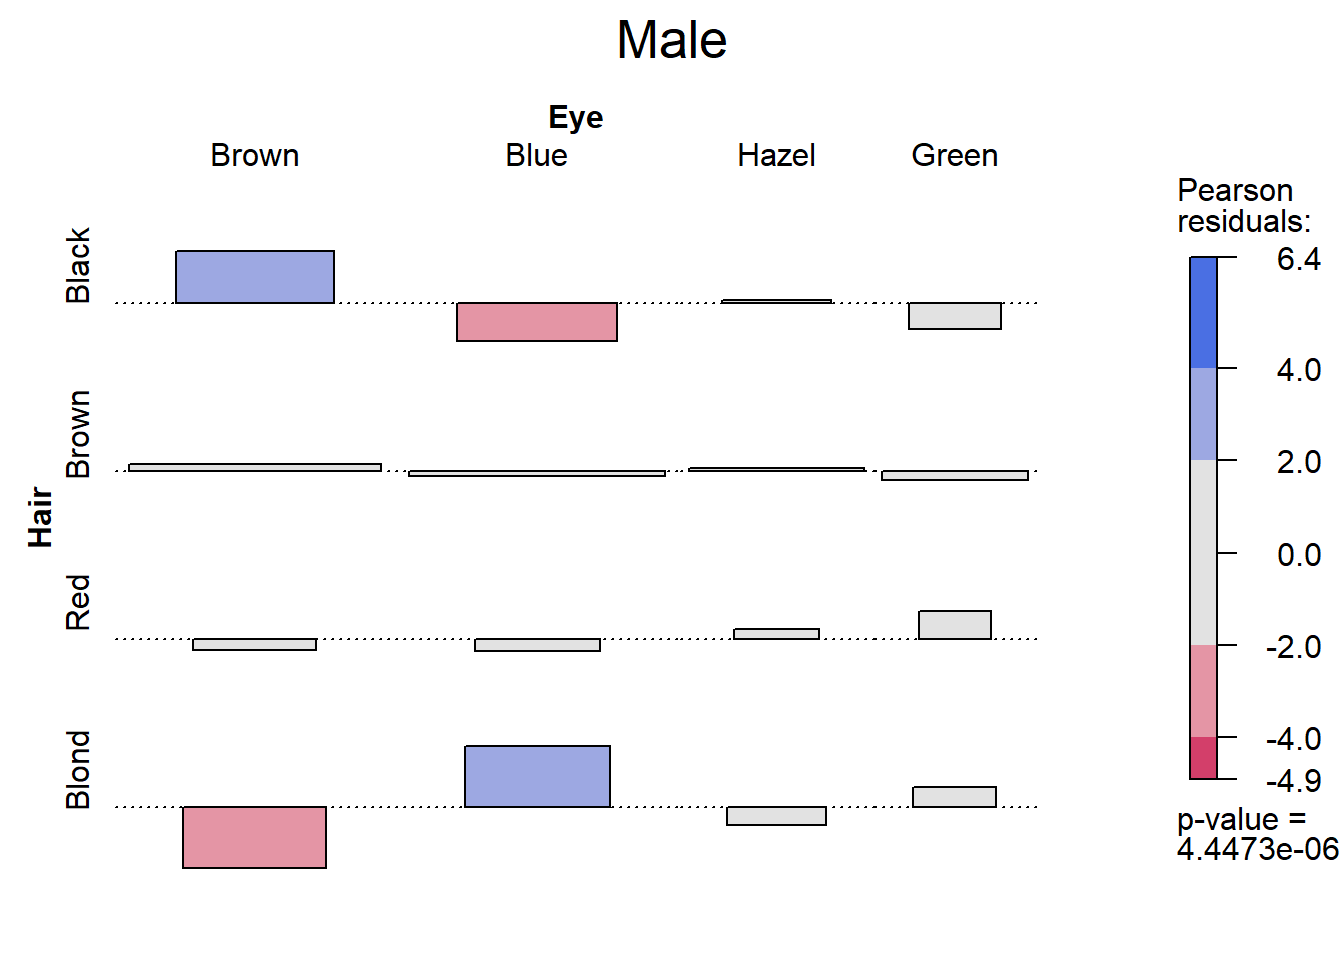 Male
Eye
Brown Blue Hazel Green
Hair
Black
Brown
Red
Blond
Pearson
residuals:
6.4
4.0
2.0
0.0
-2.0
-4.0
-4.9
p-value =
4.4473e-06